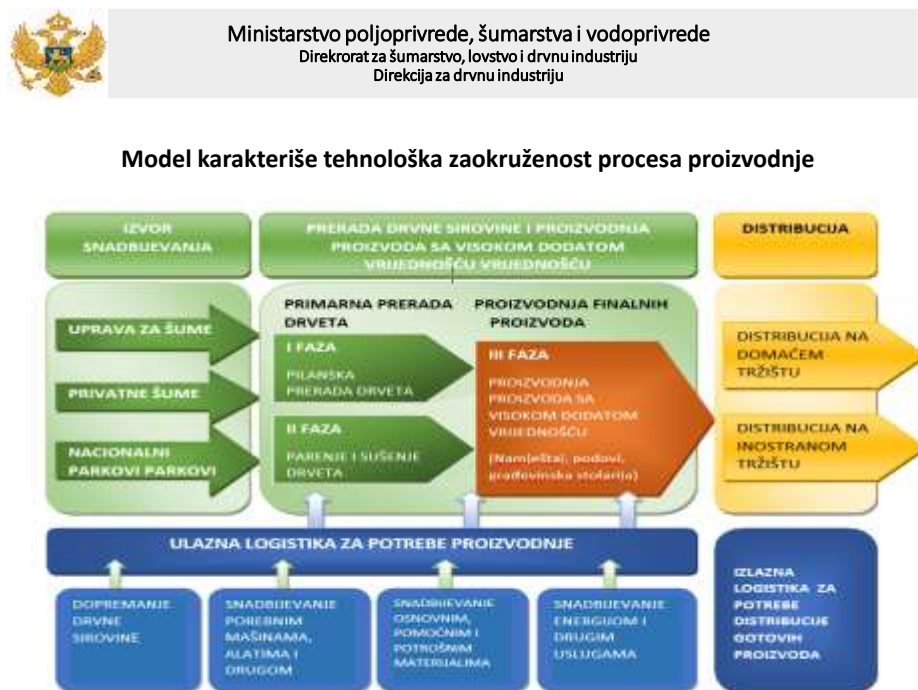 Ministarstvo poljoprivrede, šumarstva i vodoprivrede
Direkrorat za šumarstvo, lovstvo i drvnu industriju
Direkcija za drvnu industriju
Model karakteriše tehnološka zaokruženost procesa proizvodnje
IZVOR
SNADBIJEVANJA
PRERADA DRVNE SIROVINE I PROIZVODNJA
PROIZVODA SA VISOKOM DODATOM
VRIJEDNOŠĆU VRIJEDNOŠĆU
DISTRIBUCIJA
UPRAVA ZA ŠUME
PRIVATNE ŠUME
NACIONALNI
PARKOVI PARKOVI
PRIMARNA PRERADA
DRVETA
I FAZA
PILANSKA
PRERADA DRVETA
II FAZA
PARENJE I SUŠENJE
DRVETA
PROIZVODNJA FINALNIH
PROIZVODA
III FAZA
PROIZVODNJA
PROIZVODA SA
VISOKOM DODATOM
VRIJEDNOŠĆU
(Namještaj, podovi,
građevinska stolarija)
DISTRIBUCIJA NA
DOMAĆEM
TRŽIŠTU
DISTRIBUCIJA NA
INOSTRANOM
TRŽIŠTU
ULAZNA LOGISTIKA ZA POTREBE PROIZVODNJE
DOPREMANJE
DRVNE
SIROVINE
SNADBIJEVANJE
POREBNIM
MAŠINAMA,
ALATIMA I
DRUGOM
SNADBIJEVANJE
OSNOVNIM,
POMOĆNIM I
POTROŠNIM
MATERIJALIMA
SNADBIJEVANJE
ENERGIJOM I
DRUGIM
USLUGAMA
IZLAZNA
LOGISTIKA ZA
POTREBE
DISTRIBUCIJE
GOTOVIH
PROIZVODA